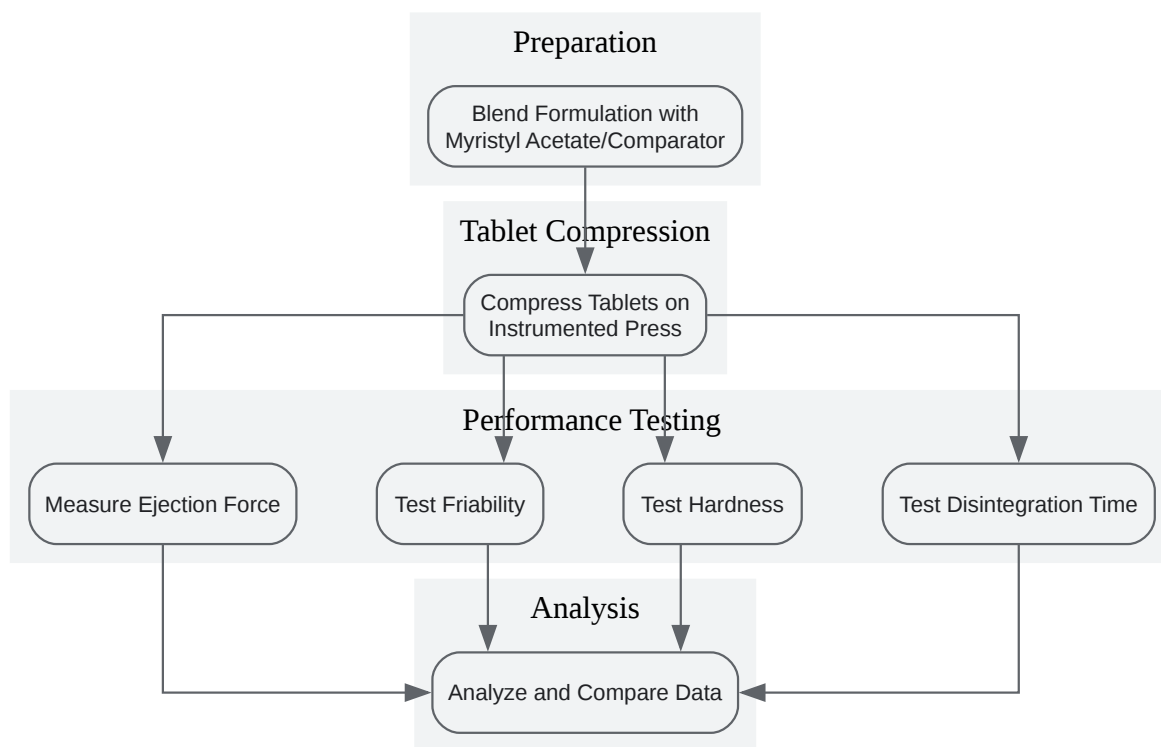 Preparation
Blend Formulation with
Myristyl Acetate/Comparator
Tablet Compression
Compress Tablets on
Instrumented Press
Performance Testing
Measure Ejection Force
Test Friability
Test Hardness
Test Disintegration Time
Analysis
Analyze and Compare Data